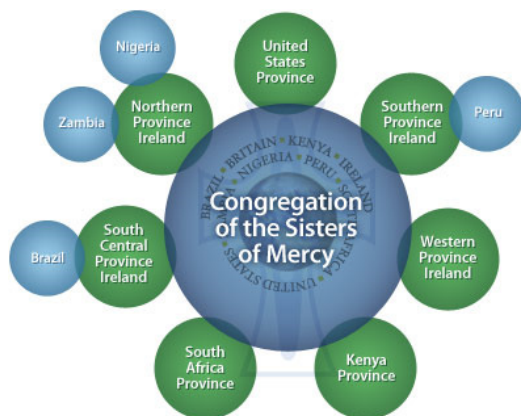 Nigeria
United
States
Province
Northern
Province
Ireland
Southern
Province
Ireland
Peru
Zambia
BRAZIL • BRITAIN • KENYA • IRELAND
NIGERIA • PERU
SOUTH AFRICA • UNITED STATES
Congregation
of the Sisters
of Mercy
Brazil
South
Central
Province
Ireland
Western
Province
Ireland
South
Africa
Province
Kenya
Province